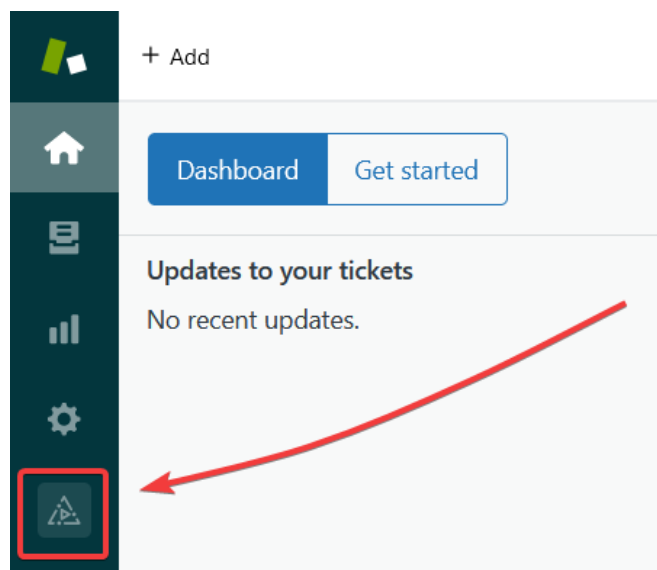 + Add
Dashboard
Get started
Updates to your tickets
No recent updates.